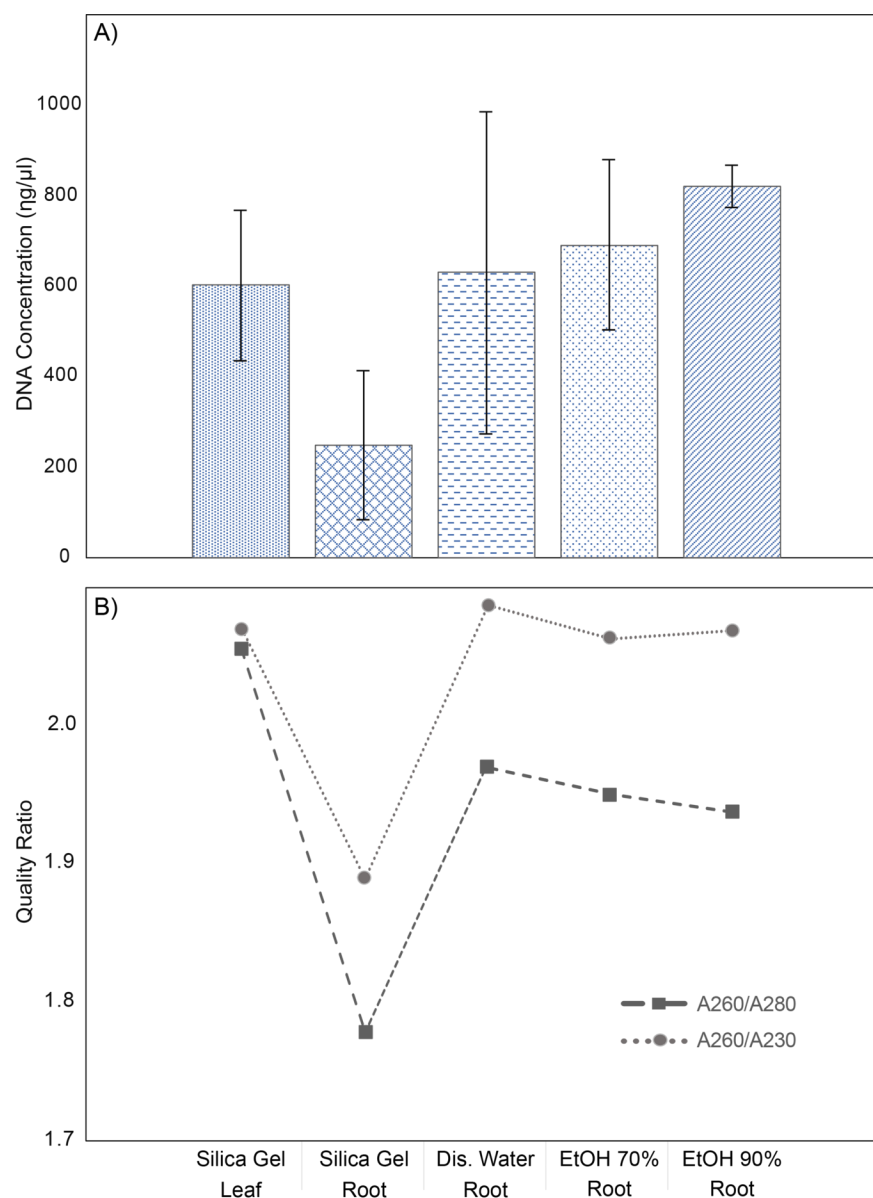 A)
1000
800
600
400
200
0
DNA Concentration (ηg/µl)
B)
2.0
1.9
1.8
1.7
Quality Ratio
A260/A280
A260/A230
Silica Gel Leaf
Silica Gel Root
Dis. Water Root
EtOH 70% Root
EtOH 90% Root